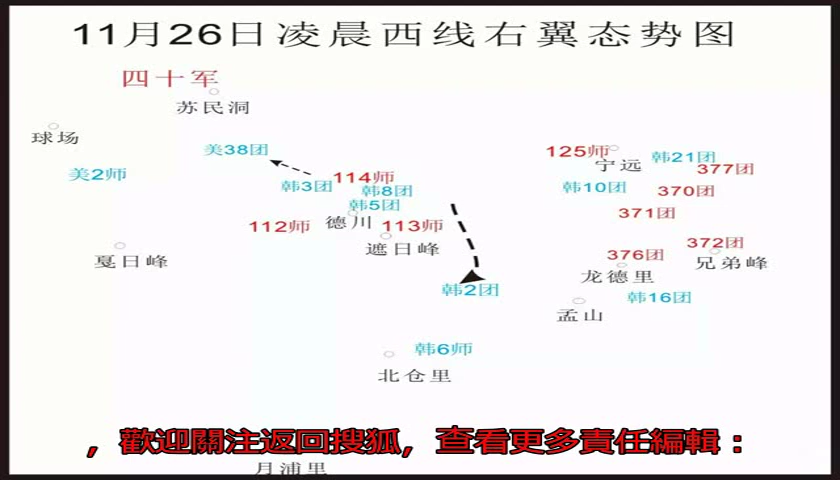 11月26日凌晨西线右翼态势图
四十军
苏民洞
球场
美38团
美2师
125师
宁远
韩21团
377团
114师
韩3团
韩8团
韩10团
370团
韩5团
371团
112师
德川
113师
遮日峰
372团
376团
兄弟峰
戛日峰
龙德里
韩2团
韩16团
孟山
韩6师
北仓里
，歡迎關注返回搜狐，查看更多責任編輯：
月浦里